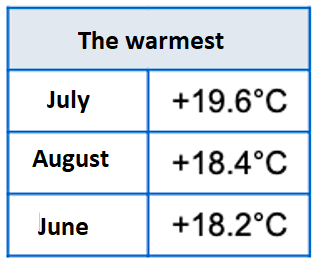 The warmest
July +19.6°C
August +18.4°C
June +18.2°C